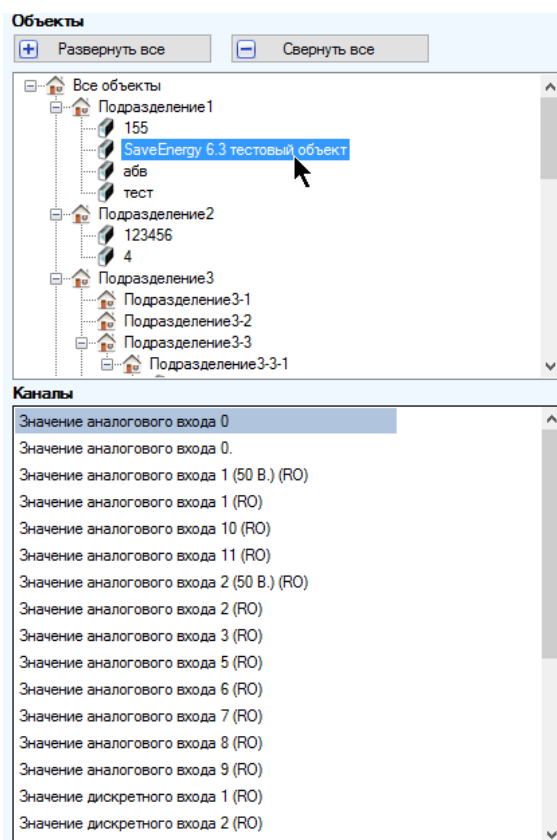 Объекты
Развернуть все
Свернуть все
Все объекты
Подразделение1
155
SaveEnergy 6.3 тестовый объект
абв
тест
Подразделение2
123456
4
Подразделение3
Подразделение3-1
Подразделение3-2
Подразделение3-3
Подразделение3-3-1
Каналы
Значение аналогового входа 0
Значение аналогового входа 0.
Значение аналогового входа 1 (50 В.) (RO)
Значение аналогового входа 1 (RO)
Значение аналогового входа 10 (RO)
Значение аналогового входа 11 (RO)
Значение аналогового входа 2 (50 В.) (RO)
Значение аналогового входа 2 (RO)
Значение аналогового входа 3 (RO)
Значение аналогового входа 5 (RO)
Значение аналогового входа 6 (RO)
Значение аналогового входа 7 (RO)
Значение аналогового входа 8 (RO)
Значение аналогового входа 9 (RO)
Значение дискретного входа 1 (RO)
Значение дискретного входа 2 (RO)